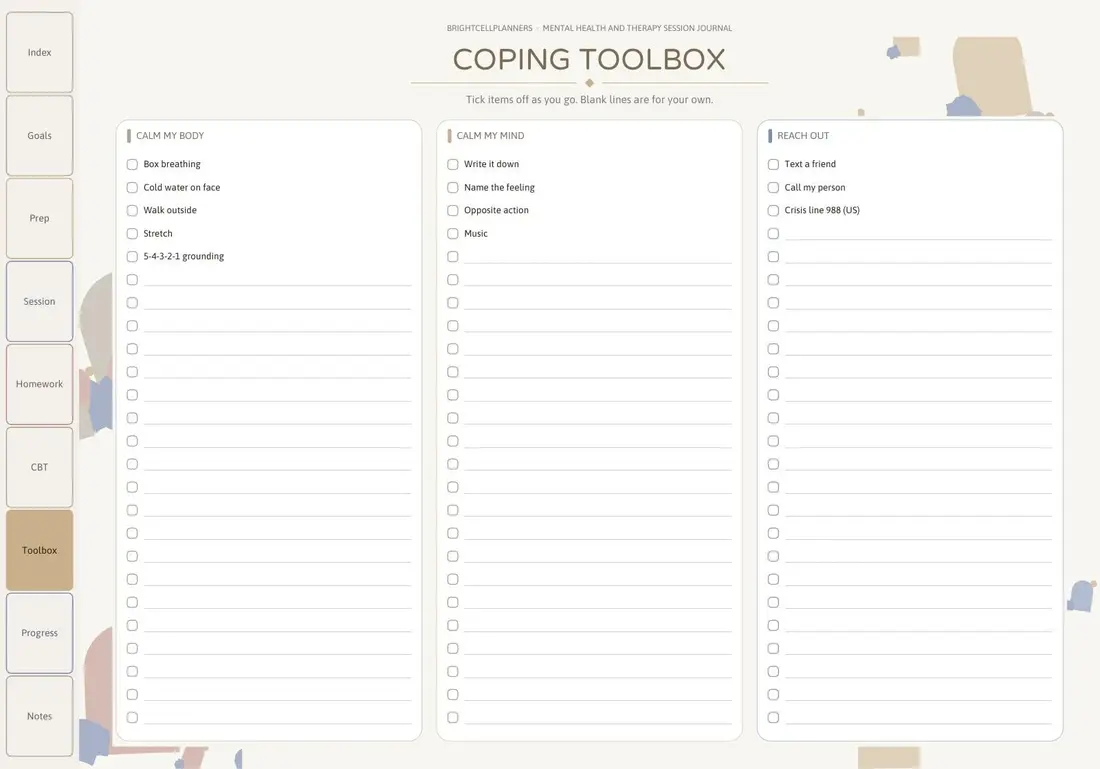 BRIGHTCELLPLANNERS · MENTAL HEALTH AND THERAPY SESSION JOURNAL
COPING TOOLBOX
Tick items off as you go. Blank lines are for your own.
Index
Goals
Prep
Session
Homework
CBT
Toolbox
Progress
Notes
CALM MY BODY
Box breathing
Cold water on face
Walk outside
Stretch
5-4-3-2-1 grounding
CALM MY MIND
Write it down
Name the feeling
Opposite action
Music
REACH OUT
Text a friend
Call my person
Crisis line 988 (US)